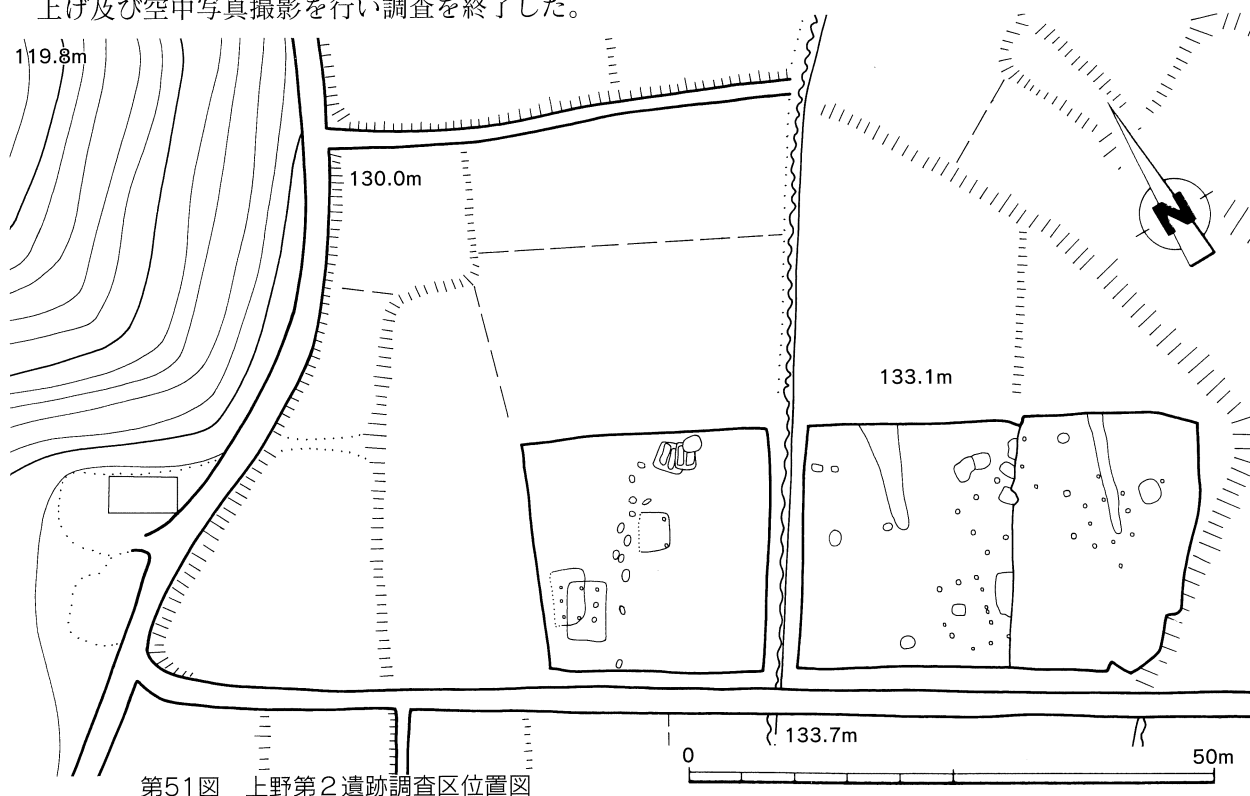 上げ及び空中写真撮影を行い調査を終了した。
119.8m
130.0m
N
133.1m
133.7m
0 50m
第51図 上野第2遺跡調査区位置図